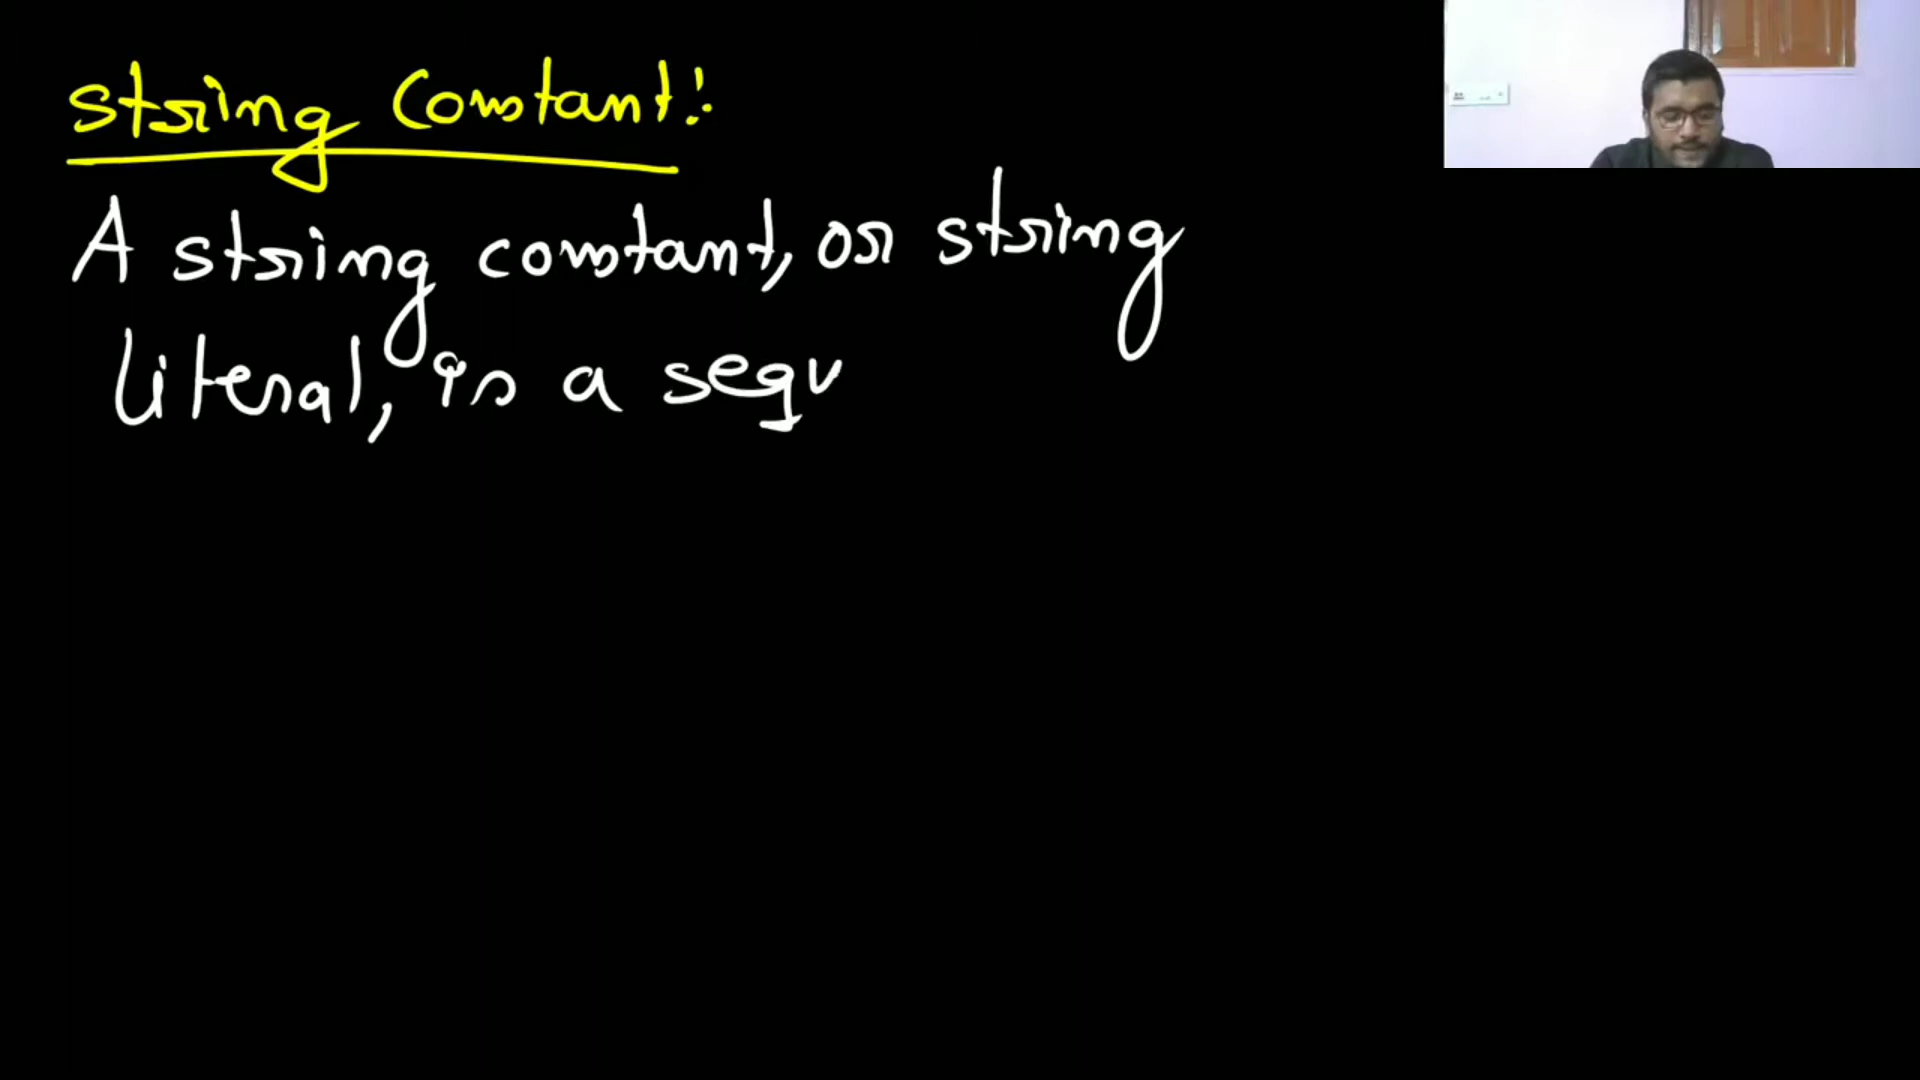 string constant:
A string constant, or string
literal, is a sequ